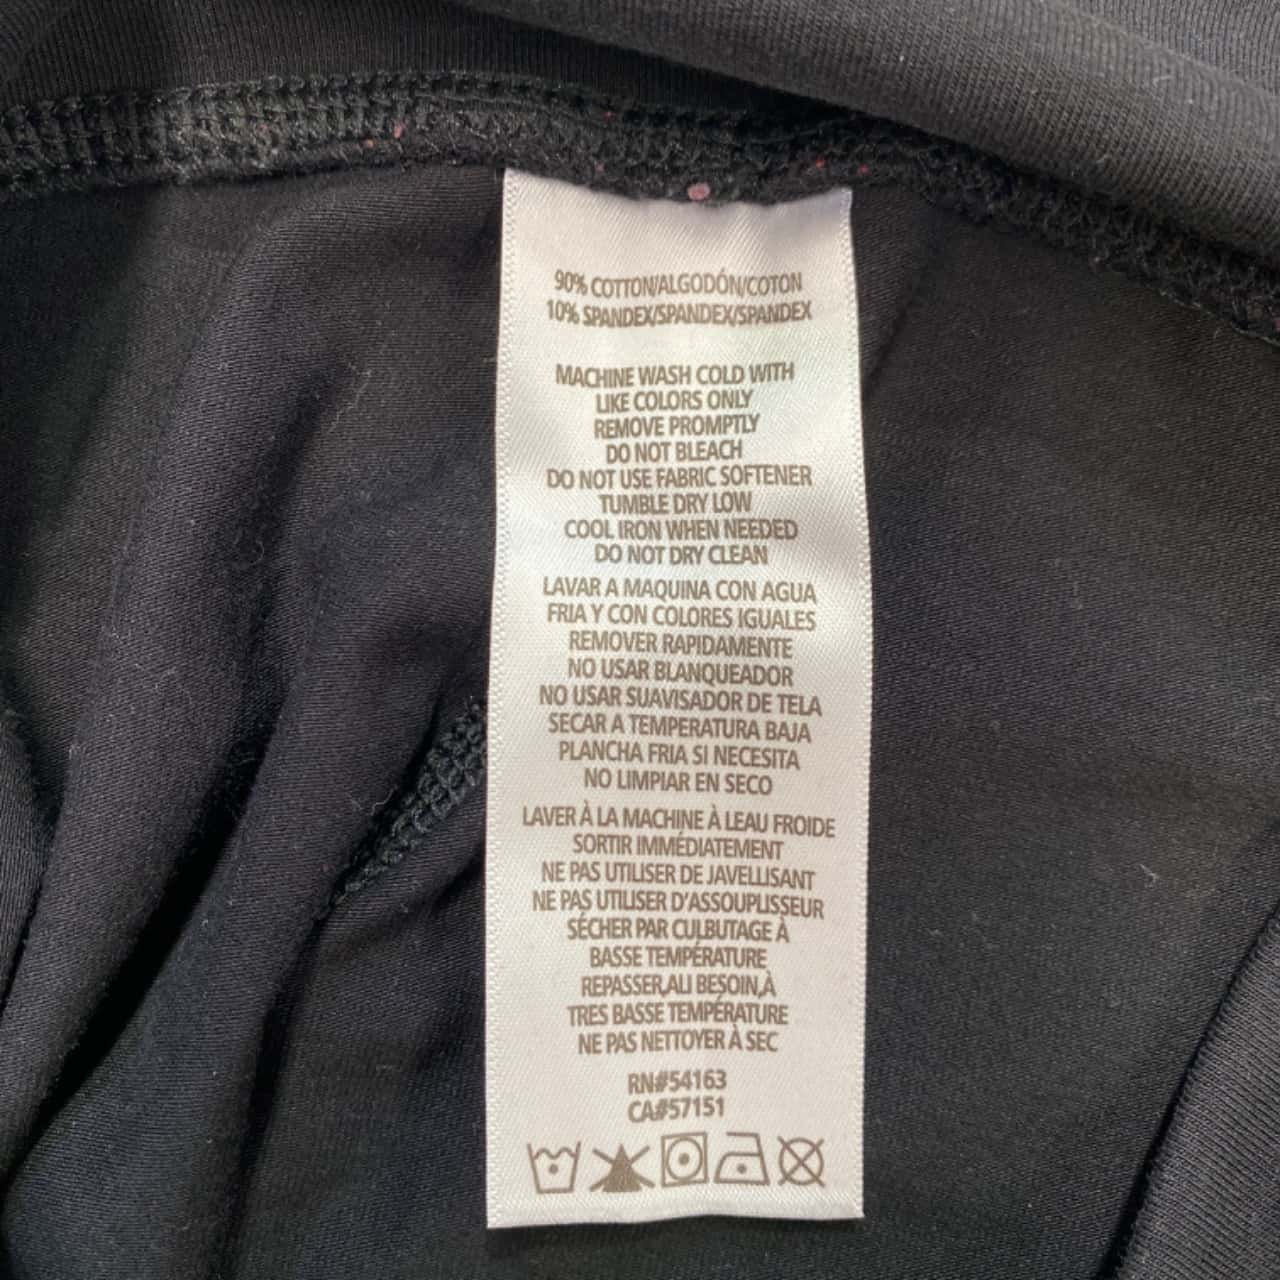 90% COTTON/ALGODÓN/COTON
10% SPANDEX/SPANDEX/SPANDEX
MACHINE WASH COLD WITH
LIKE COLORS ONLY
REMOVE PROMPTLY
DO NOT BLEACH
DO NOT USE FABRIC SOFTENER
TUMBLE DRY LOW
COOL IRON WHEN NEEDED
DO NOT DRY CLEAN
LAVAR A MAQUINA CON AGUA
FRIA Y CON COLORES IGUALES
REMOVER RAPIDAMENTE
NO USAR BLANQUEADOR
NO USAR SUAVISADOR DE TELA
SECAR A TEMPERATURA BAJA
PLANCHA FRIA SI NECESITA
NO LIMPIAR EN SECO
LAVER À LA MACHINE À LEAU FROIDE
SORTIR IMMÉDIATEMENT
NE PAS UTILISER DE JAVELLISANT
NE PAS UTILISER D'ASSOUPLISSEUR
SÉCHER PAR CULBUTAGE À
BASSE TEMPÉRATURE
REPASSER,ALI BESOIN,À
TRES BASSE TEMPÉRATURE
NE PAS NETTOYER À SEC
RN#54163
CA#57151